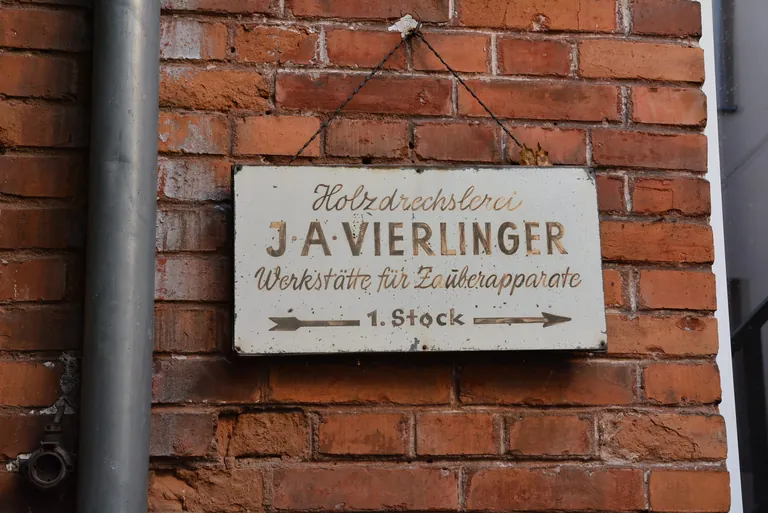 Holzdrechslerei
J·A·VIERLINGER
Werkstätte für Zauberapparate
1. Stock